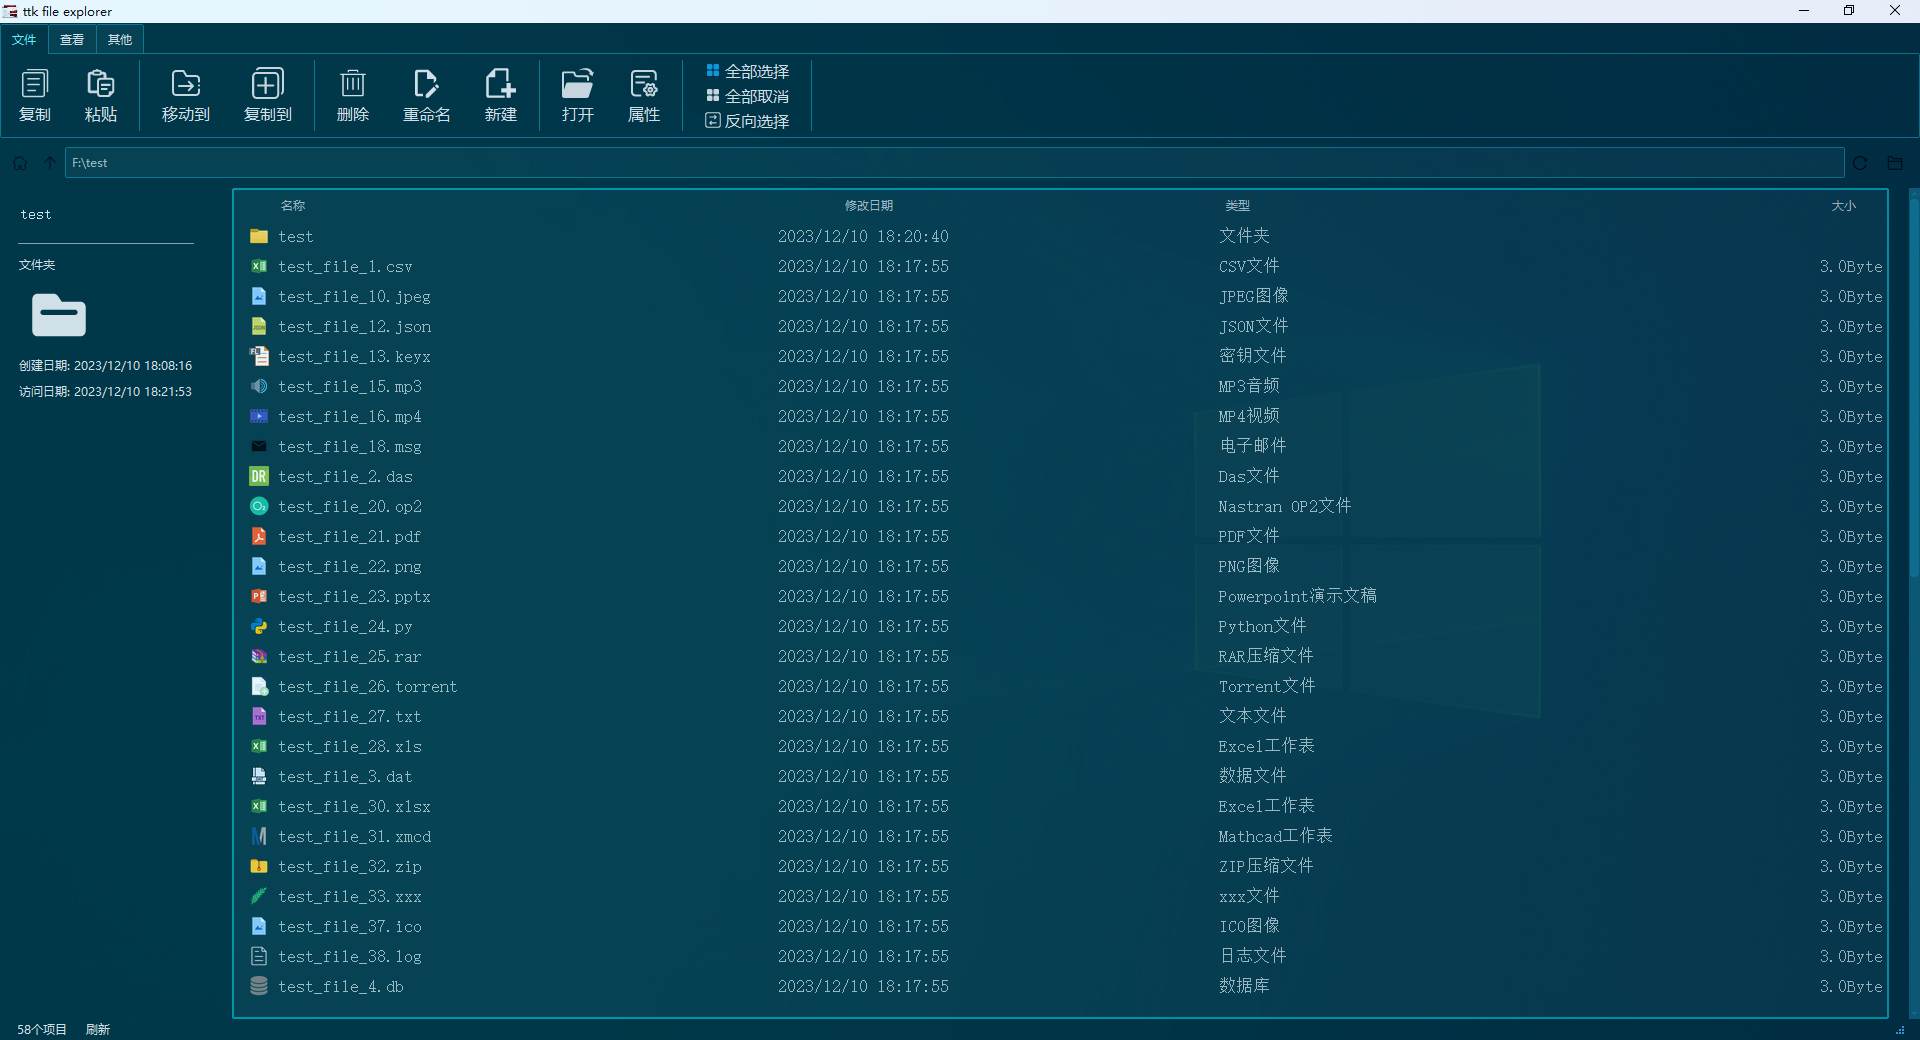 ttk file explorer
文件 查看 其他
复制 粘贴 移动到 复制到 删除 重命名 新建 打开 属性
全部选择
全部取消
反向选择
F:\test
test
文件夹
创建日期: 2023/12/10 18:08:16
访问日期: 2023/12/10 18:21:53
名称 修改日期 类型 大小
test 2023/12/10 18:20:40 文件夹
test_file_1.csv 2023/12/10 18:17:55 CSV文件 3.0Byte
test_file_10.jpeg 2023/12/10 18:17:55 JPEG图像 3.0Byte
JSON test_file_12.json 2023/12/10 18:17:55 JSON文件 3.0Byte
test_file_13.keyx 2023/12/10 18:17:55 密钥文件 3.0Byte
test_file_15.mp3 2023/12/10 18:17:55 MP3音频 3.0Byte
test_file_16.mp4 2023/12/10 18:17:55 MP4视频 3.0Byte
test_file_18.msg 2023/12/10 18:17:55 电子邮件 3.0Byte
DR test_file_2.das 2023/12/10 18:17:55 Das文件 3.0Byte
O₂ test_file_20.op2 2023/12/10 18:17:55 Nastran OP2文件 3.0Byte
test_file_21.pdf 2023/12/10 18:17:55 PDF文件 3.0Byte
test_file_22.png 2023/12/10 18:17:55 PNG图像 3.0Byte
test_file_23.pptx 2023/12/10 18:17:55 Powerpoint演示文稿 3.0Byte
test_file_24.py 2023/12/10 18:17:55 Python文件 3.0Byte
test_file_25.rar 2023/12/10 18:17:55 RAR压缩文件 3.0Byte
test_file_26.torrent 2023/12/10 18:17:55 Torrent文件 3.0Byte
TXT test_file_27.txt 2023/12/10 18:17:55 文本文件 3.0Byte
test_file_28.xls 2023/12/10 18:17:55 Excel工作表 3.0Byte
test_file_3.dat 2023/12/10 18:17:55 数据文件 3.0Byte
test_file_30.xlsx 2023/12/10 18:17:55 Excel工作表 3.0Byte
test_file_31.xmcd 2023/12/10 18:17:55 Mathcad工作表 3.0Byte
test_file_32.zip 2023/12/10 18:17:55 ZIP压缩文件 3.0Byte
test_file_33.xxx 2023/12/10 18:17:55 xxx文件 3.0Byte
test_file_37.ico 2023/12/10 18:17:55 ICO图像 3.0Byte
test_file_38.log 2023/12/10 18:17:55 日志文件 3.0Byte
test_file_4.db 2023/12/10 18:17:55 数据库 3.0Byte
58个项目 刷新